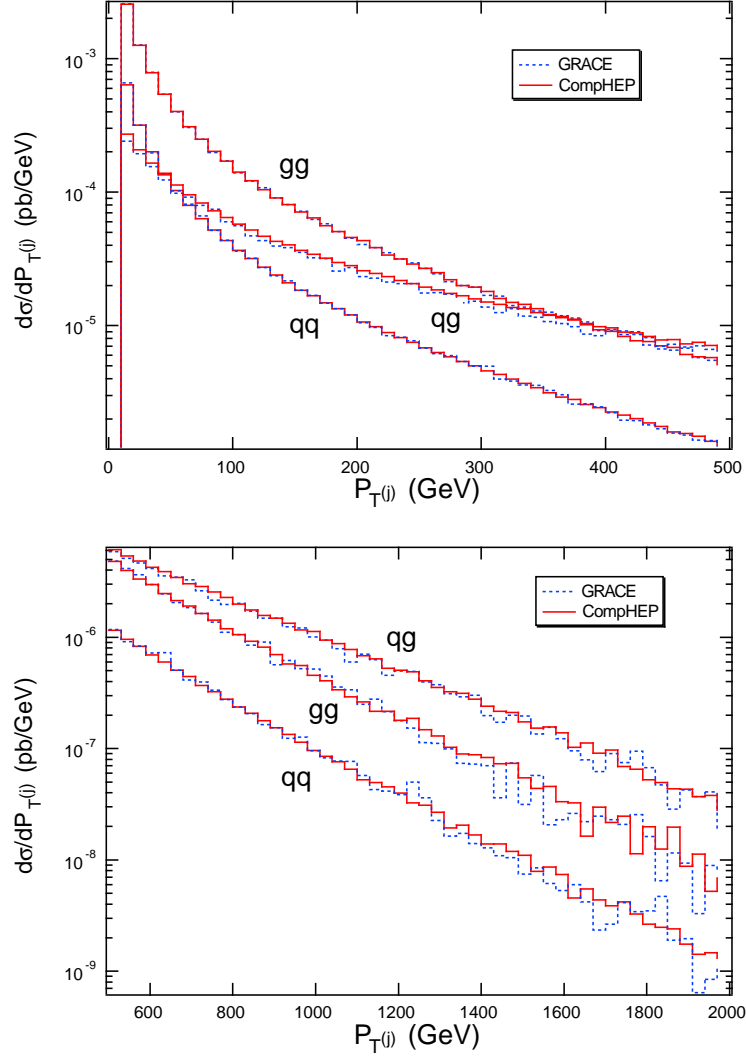 10^-3
GRACE
CompHEP
dσ/dP_T(j) (pb/GeV)
10^-4
gg
10^-5
qq
qg
0 100 200 300 400 500
P_T(j) (GeV)
GRACE
CompHEP
10^-6
qg
dσ/dP_T(j) (pb/GeV)
gg
10^-7
qq
10^-8
10^-9
600 800 1000 1200 1400 1600 1800 2000
P_T(j) (GeV)